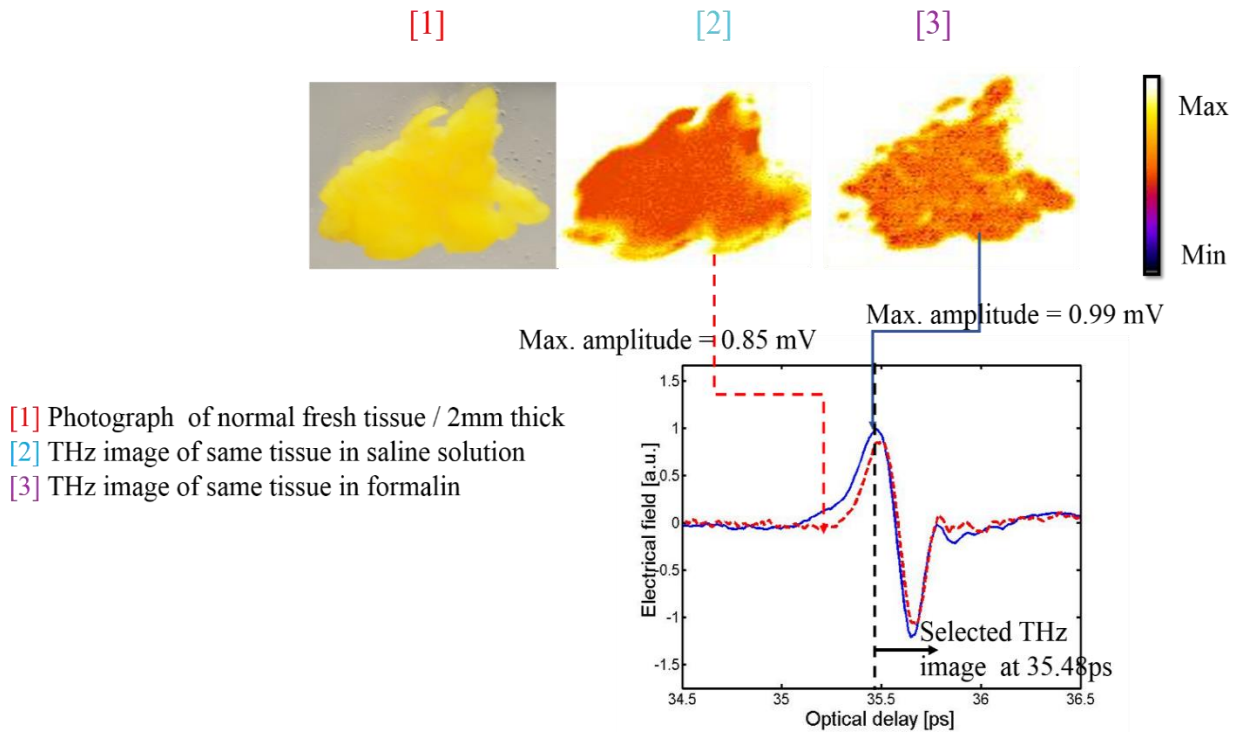 [1]
[2]
[3]
Max
Min
Max. amplitude = 0.99 mV
Max. amplitude = 0.85 mV
[1] Photograph of normal fresh tissue / 2mm thick
[2] THz image of same tissue in saline solution
[3] THz image of same tissue in formalin
Electrical field [a.u.]
1.5
1
0.5
0
-0.5
-1
-1.5
Selected THz
image at 35.48ps
34.5
35
35.5
36
36.5
Optical delay [ps]